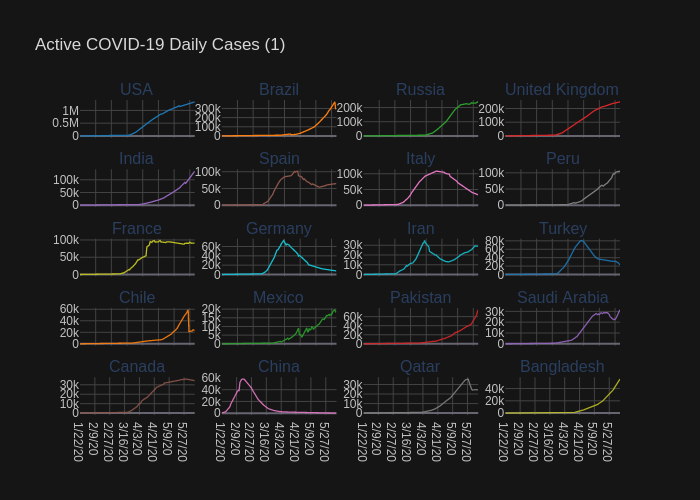 Active COVID-19 Daily Cases (1)
USA
Brazil
Russia
United Kingdom
1M
0.5M
0
300k
200k
100k
0
200k
100k
0
200k
100k
0
India
Spain
Italy
Peru
100k
50k
0
100k
50k
0
100k
50k
0
100k
50k
0
France
Germany
Iran
Turkey
100k
50k
0
60k
40k
20k
0
30k
20k
10k
0
80k
60k
40k
20k
0
Chile
Mexico
Pakistan
Saudi Arabia
60k
40k
20k
0
20k
15k
10k
5k
0
60k
40k
20k
0
30k
20k
10k
0
Canada
China
Qatar
Bangladesh
30k
20k
10k
0
60k
40k
20k
0
30k
20k
10k
0
40k
20k
0
1/22/20
2/9/20
2/27/20
3/16/20
4/3/20
4/21/20
5/9/20
5/27/20
1/22/20
2/9/20
2/27/20
3/16/20
4/3/20
4/21/20
5/9/20
5/27/20
1/22/20
2/9/20
2/27/20
3/16/20
4/3/20
4/21/20
5/9/20
5/27/20
1/22/20
2/9/20
2/27/20
3/16/20
4/3/20
4/21/20
5/9/20
5/27/20